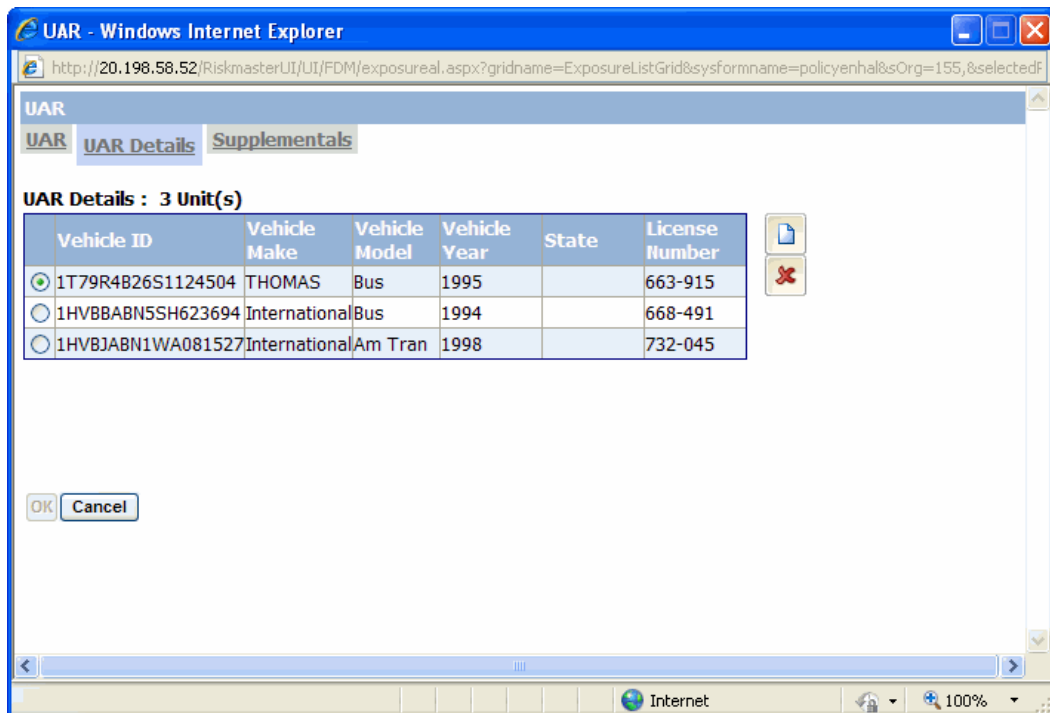 UAR - Windows Internet Explorer
http://20.198.58.52/RiskmasterUI/UI/FDM/exposureal.aspx?gridname=ExposureListGrid&sysformname=policyenhal&sOrg=155,&selectedF
UAR
UAR UAR Details Supplementals
UAR Details : 3 Unit(s)
Vehicle ID Vehicle Make Vehicle Model Vehicle Year State License Number
1T79R4B26S1124504 THOMAS Bus 1995 663-915
1HVBBABN5SH623694 International Bus 1994 668-491
1HVBJABN1WA081527 International Am Tran 1998 732-045
OK Cancel
Internet 100%